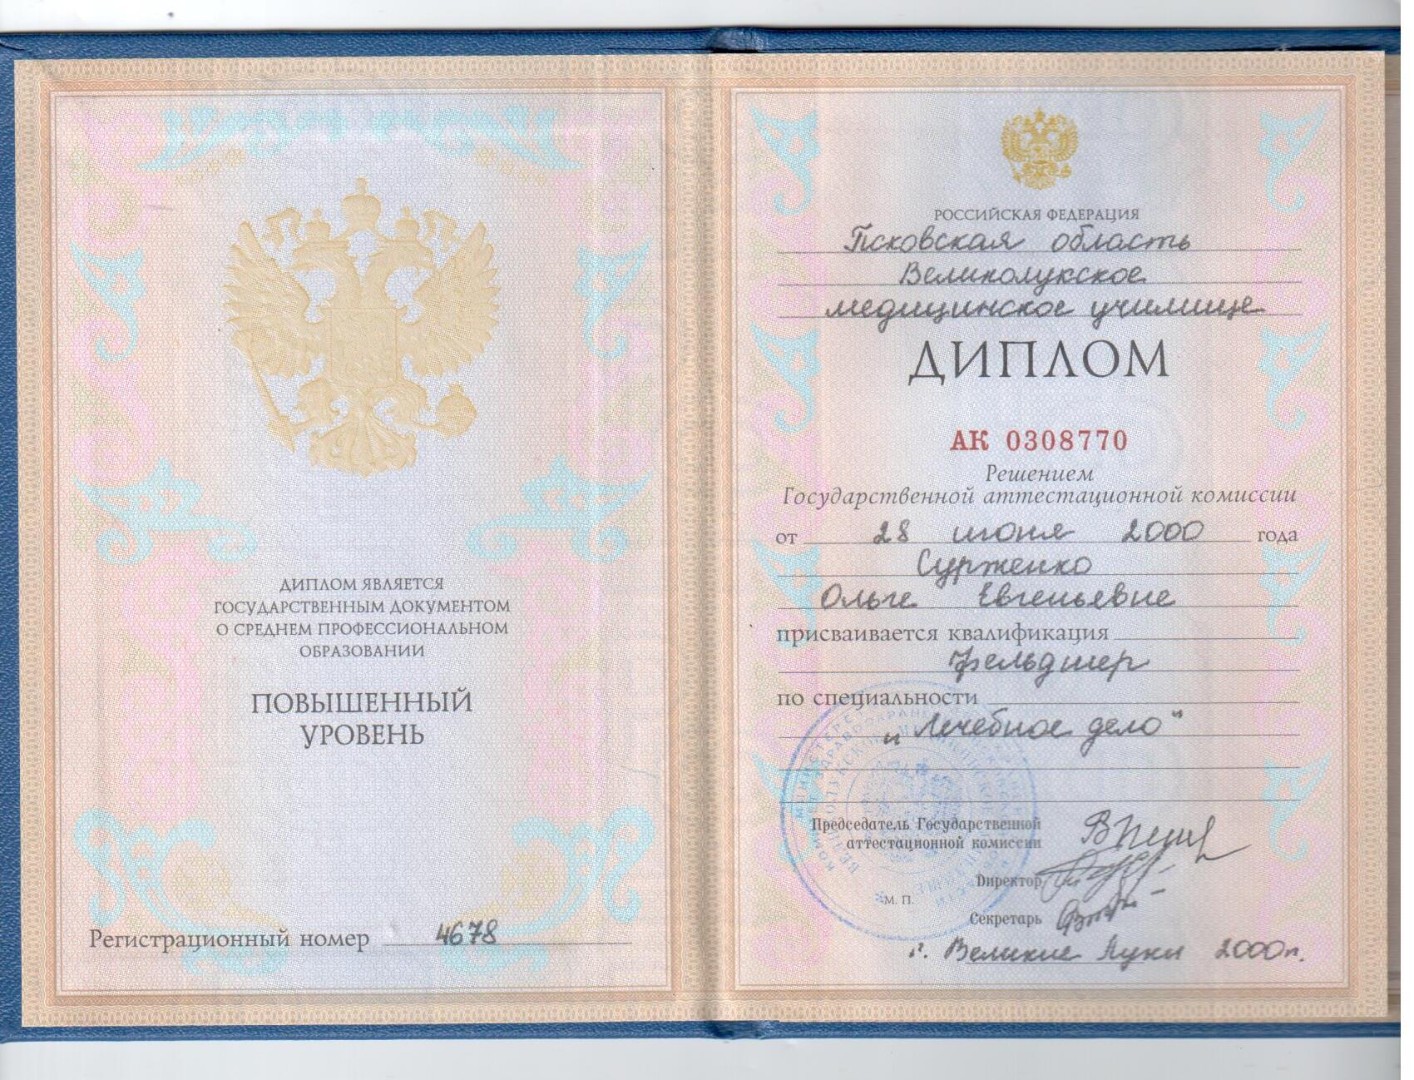 ДИПЛОМ ЯВЛЯЕТСЯ
ГОСУДАРСТВЕННЫМ ДОКУМЕНТОМ
О СРЕДНЕМ ПРОФЕССИОНАЛЬНОМ
ОБРАЗОВАНИИ
ПОВЫШЕННЫЙ
УРОВЕНЬ
Регистрационный номер 4678
РОССИЙСКАЯ ФЕДЕРАЦИЯ
Псковская область
Великолукское
медицинское училище
ДИПЛОМ
АК 0308770
Решением
Государственной аттестационной комиссии
от 28 июня 2000 года
Сурженко
Ольге Евгеньевне
присваивается квалификация
фельдшер
по специальности
„Лечебное дело“
Председатель Государственной
аттестационной комиссии
Директор
М. П.
Секретарь
г. Великие Луки 2000г.